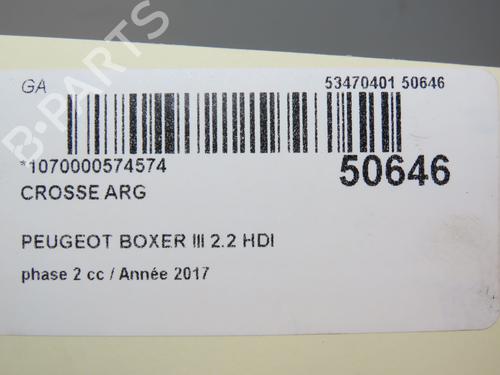 GA 53470401 50646
*1070000574574 50646
CROSSE ARG
PEUGEOT BOXER III 2.2 HDI
phase 2 cc / Année 2017
B-PARTS